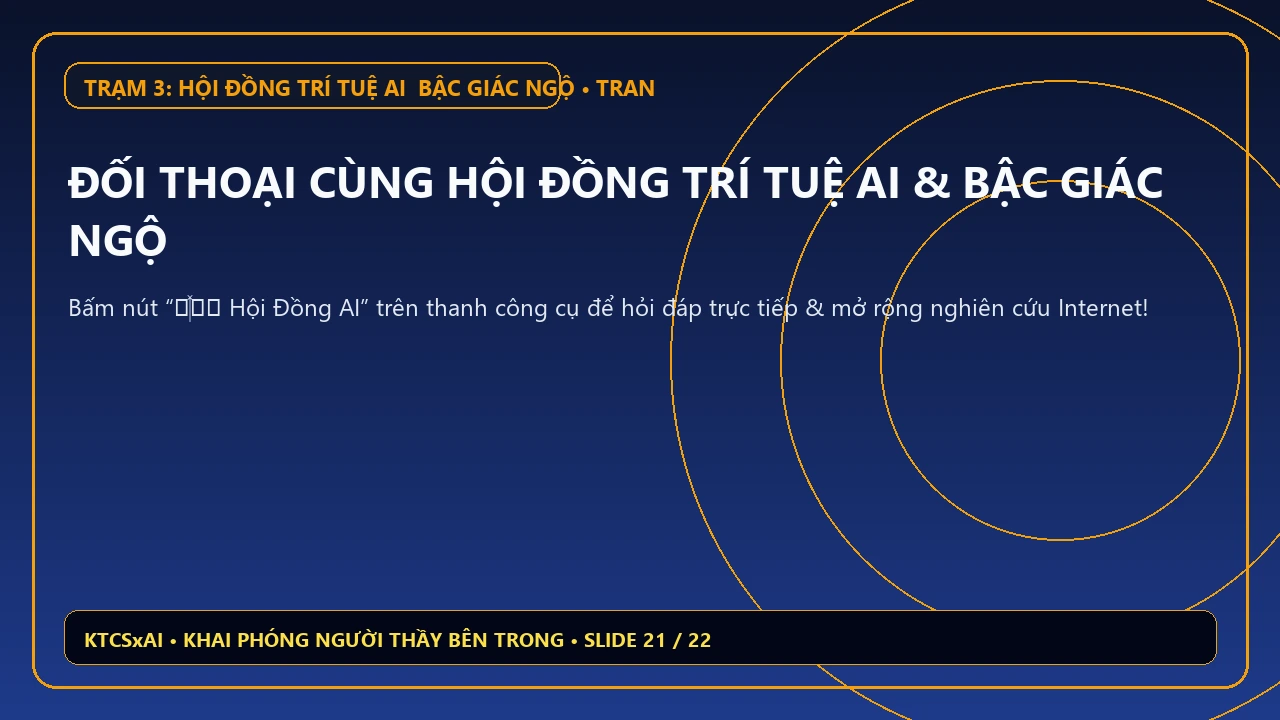 TRẠM 3: HỘI ĐỒNG TRÍ TUỆ AI  BẬC GIÁC NGỘ • TRAN
ĐỐI THOẠI CÙNG HỘI ĐỒNG TRÍ TUỆ AI & BẬC GIÁC
NGỘ
Bấm nút “ Hội Đồng AI” trên thanh công cụ để hỏi đáp trực tiếp & mở rộng nghiên cứu Internet!
KTCSxAI • KHAI PHÓNG NGƯỜI THẦY BÊN TRONG • SLIDE 21 / 22